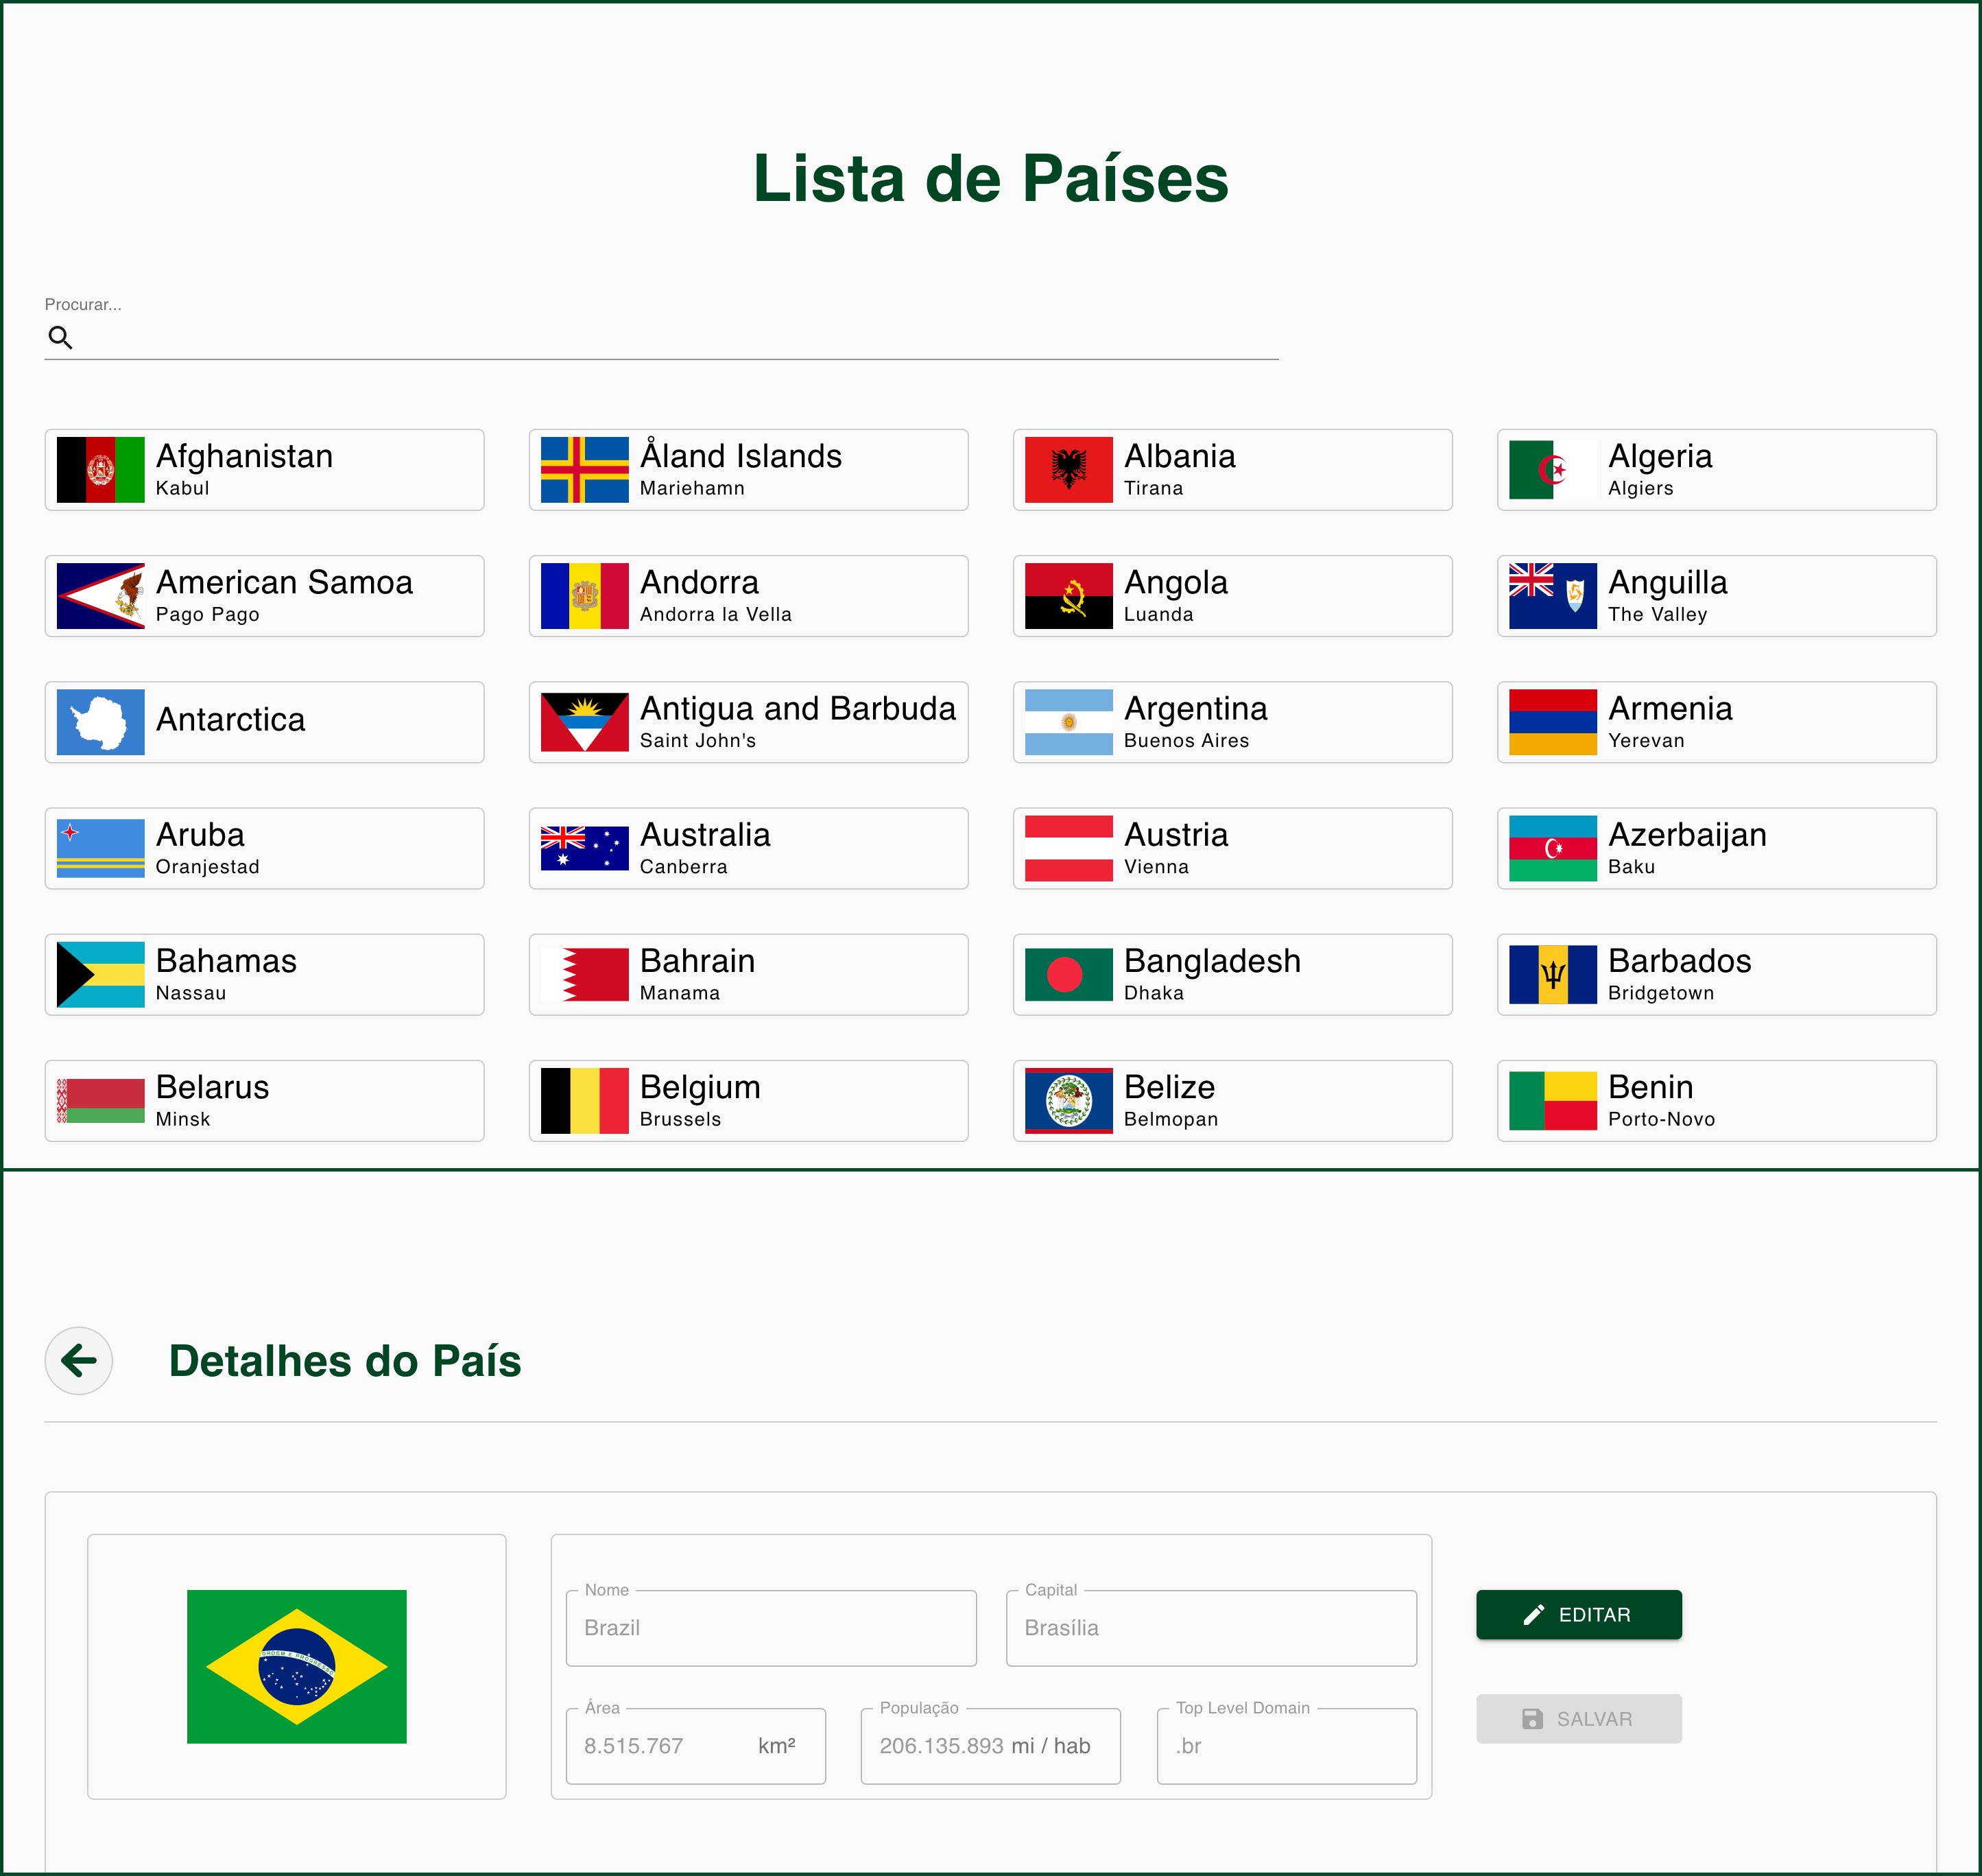 Lista de Países
Procurar...
Afghanistan
Kabul
Åland Islands
Mariehamn
Albania
Tirana
Algeria
Algiers
American Samoa
Pago Pago
Andorra
Andorra la Vella
Angola
Luanda
Anguilla
The Valley
Antarctica
Antigua and Barbuda
Saint John's
Argentina
Buenos Aires
Armenia
Yerevan
Aruba
Oranjestad
Australia
Canberra
Austria
Vienna
Azerbaijan
Baku
Bahamas
Nassau
Bahrain
Manama
Bangladesh
Dhaka
Barbados
Bridgetown
Belarus
Minsk
Belgium
Brussels
Belize
Belmopan
Benin
Porto-Novo
Detalhes do País
ORDEM E PROGRESSO
Nome
Brazil
Capital
Brasília
EDITAR
Área
8.515.767 km²
População
206.135.893 mi / hab
Top Level Domain
.br
SALVAR